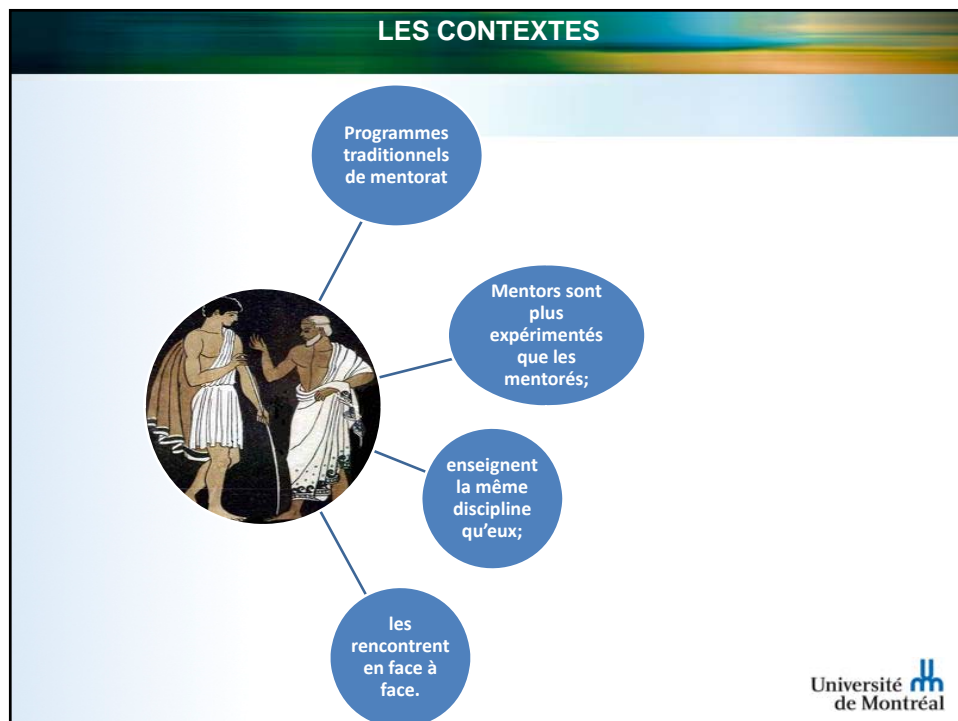 LES CONTEXTES
Programmes
traditionnels
de mentorat
Mentors sont
plus
expérimentés
que les
mentorés;
enseignent
la même
discipline
qu’eux;
les
rencontrent
en face à
face.
Université
de Montréal